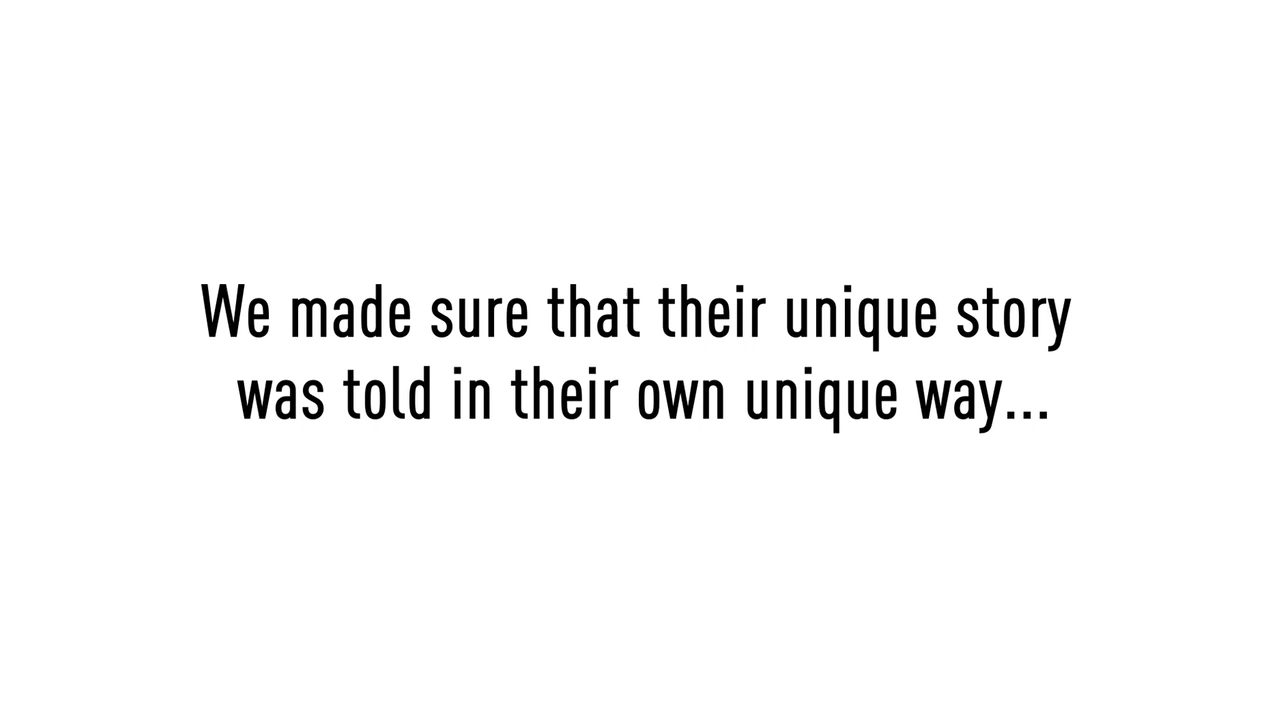 We made sure that their unique story
was told in their own unique way...